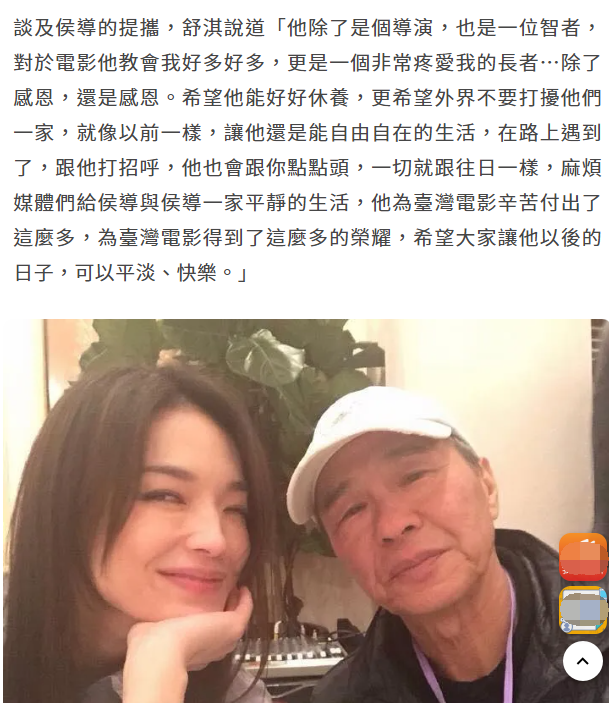 談及侯導的提攜，舒淇說道「他除了是個導演，也是一位智者，
對於電影他教會我好多好多，更是一個非常疼愛我的長者⋯除了
感恩，還是感恩。希望他能好好休養，更希望外界不要打擾他們
一家，就像以前一樣，讓他還是能自由自在的生活，在路上遇到
了，跟他打招呼，他也會跟你點點頭，一切就跟往日一樣，麻煩
媒體們給侯導與侯導一家平靜的生活，他為臺灣電影辛苦付出了
這麼多，為臺灣電影得到了這麼多的榮耀，希望大家讓他以後的
日子，可以平淡、快樂。」